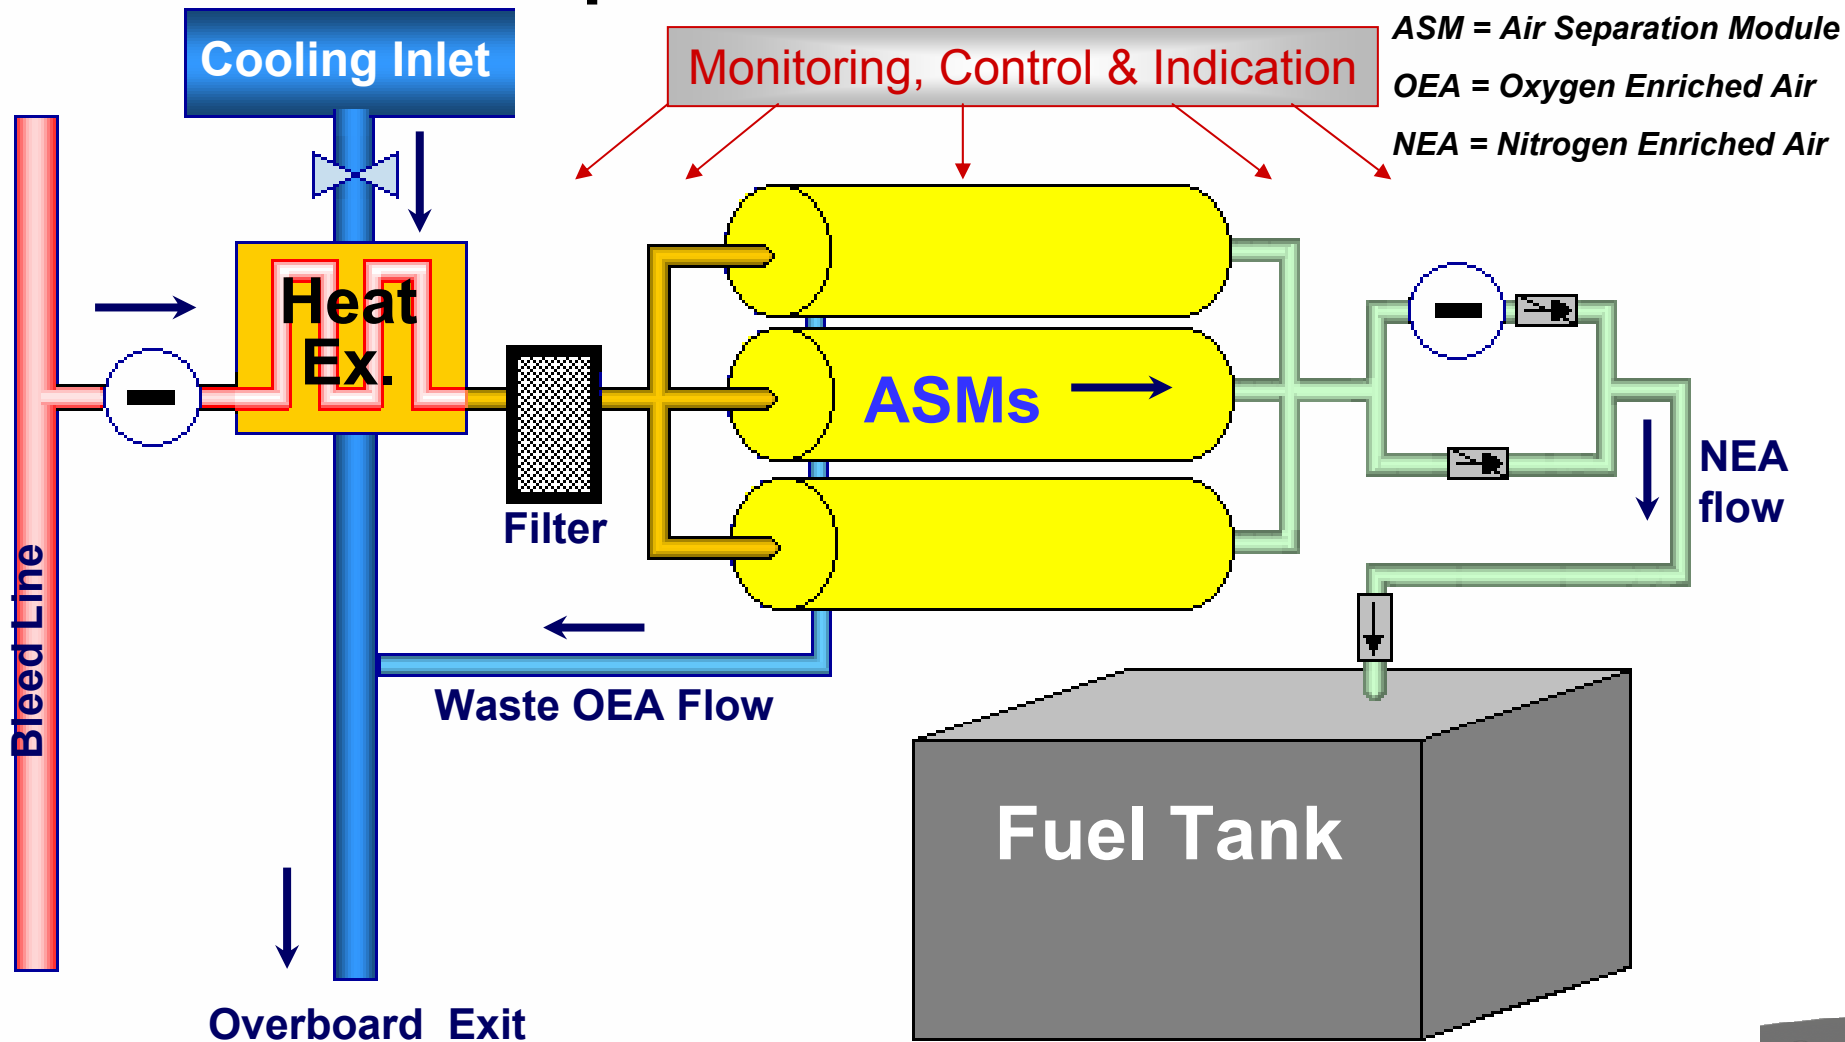 Cooling Inlet
Monitoring, Control & Indication
ASM = Air Separation Module
OEA = Oxygen Enriched Air
NEA = Nitrogen Enriched Air
Heat
Ex.
ASMs
Filter
NEA
flow
Bleed Line
Waste OEA Flow
Fuel Tank
Overboard Exit